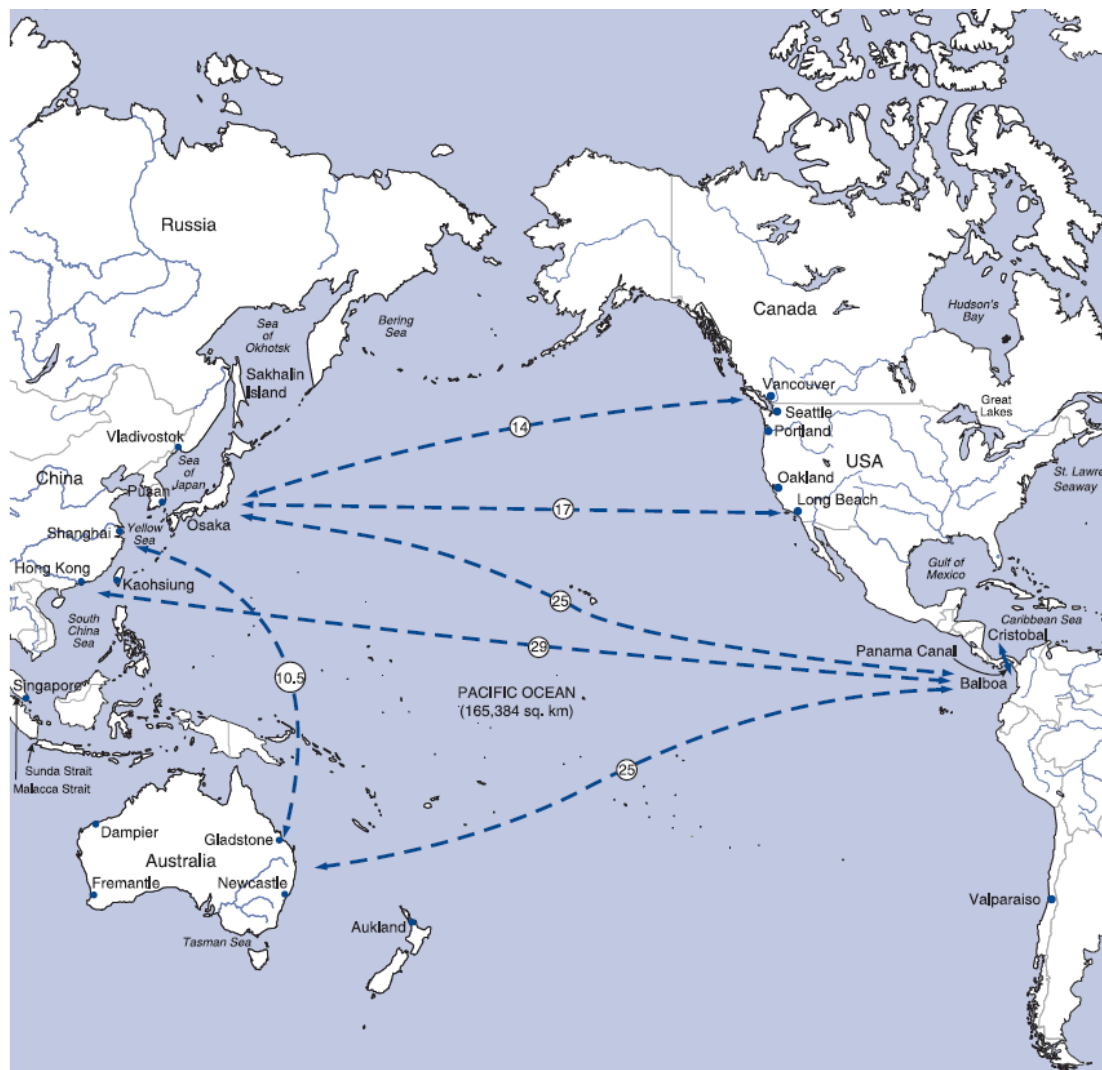 Russia
Sea
of
Okhotsk
Bering
Sea
Sakhalin
Island
Canada
Hudson's
Bay
Vancouver
Seattle
Great
Lakes
Portland
14
Vladivostok
Sea
of
Japan
China
Pusan
USA
Oakland
St. Lawre
Seaway
Long Beach
17
Shanghai
Yellow
Sea
Osaka
Hong Kong
Kaohsiung
Gulf of
Mexico
25
South
China
Sea
Caribbean Sea
Cristobal
29
Panama Canal
10.5
Balboa
Singapore
PACIFIC OCEAN
(165,384 sq. km)
Sunda Strait
Malacca Strait
25
Dampier
Gladstone
Australia
Fremantle
Newcastle
Valparaiso
Aukland
Tasman Sea